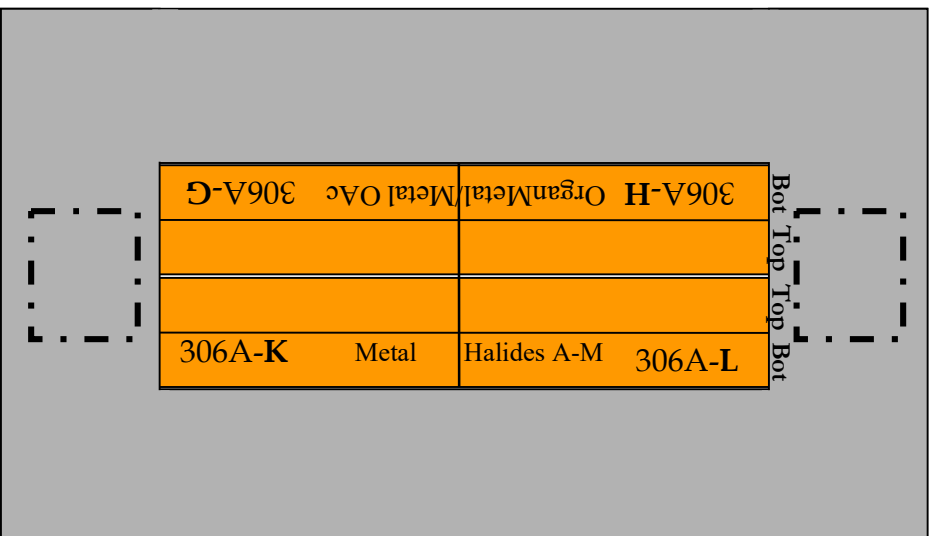 306A-H OrganMetal/Metal OAc 306A-G
Bot Top Top Bot
306A-K Metal Halides A-M 306A-L